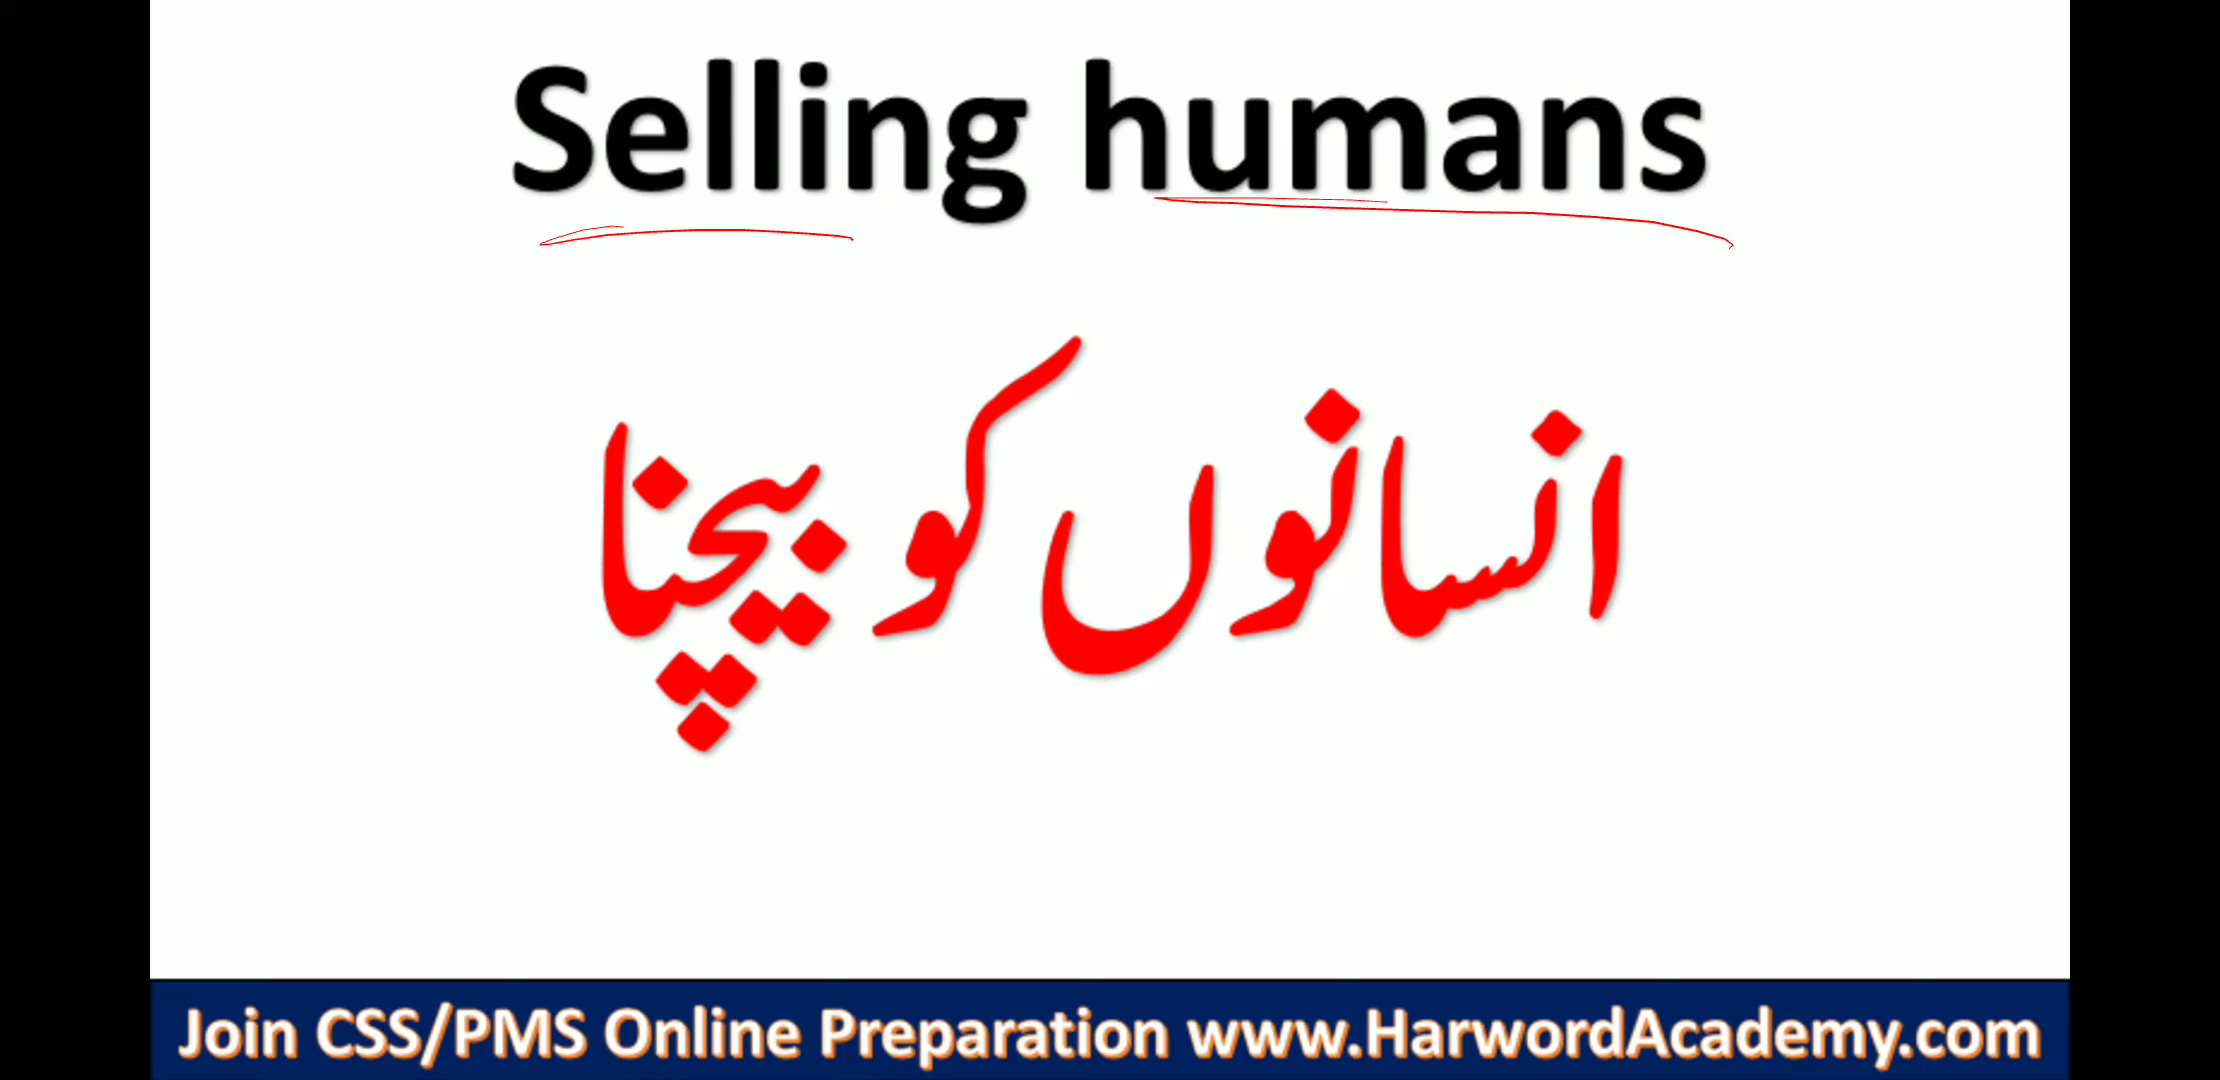 Selling humans
انسانوں کو بیچنا
Join CSS/PMS Online Preparation www.HarwordAcademy.com